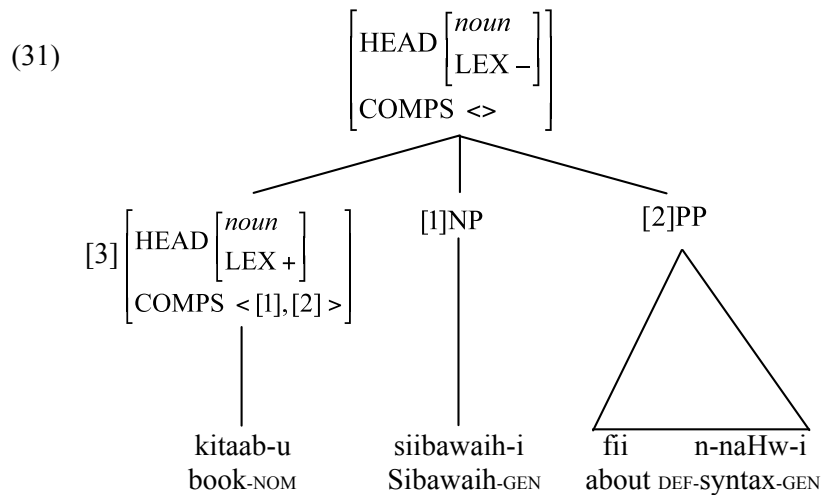 (31)
HEAD [noun
LEX –]
COMPS <>
[3] HEAD [noun
LEX +]
COMPS < [1], [2] >
[1]NP
[2]PP
kitaab-u siibawaih-i fii n-naHw-i
book-NOM Sibawaih-GEN about DEF-syntax-GEN